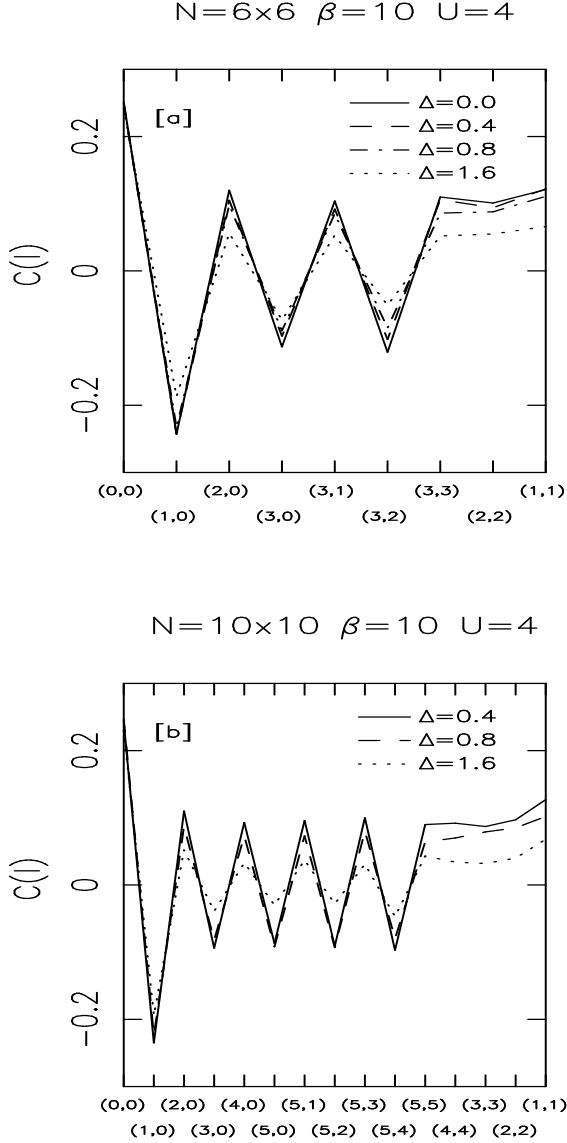 N=6x6 β=10 U=4
[a]
Δ=0.0
Δ=0.4
Δ=0.8
Δ=1.6
0.2
0
−0.2
C(l)
(0,0) (2,0) (3,1) (3,3) (1,1)
(1,0) (3,0) (3,2) (2,2)
N=10x10 β=10 U=4
[b]
Δ=0.4
Δ=0.8
Δ=1.6
0.2
0
−0.2
C(l)
(0,0) (2,0) (4,0) (5,1) (5,3) (5,5) (3,3) (1,1)
(1,0) (3,0) (5,0) (5,2) (5,4) (4,4) (2,2)